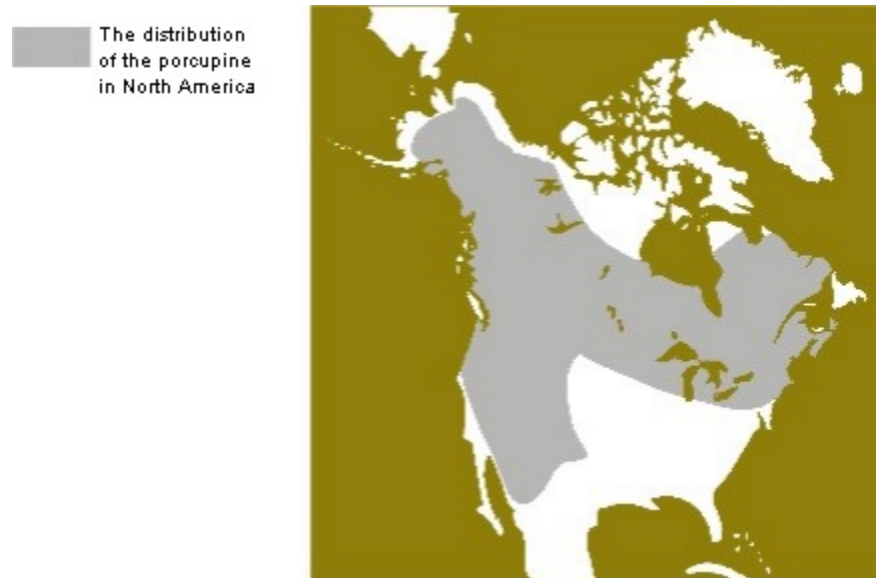 The distribution
of the porcupine
in North America